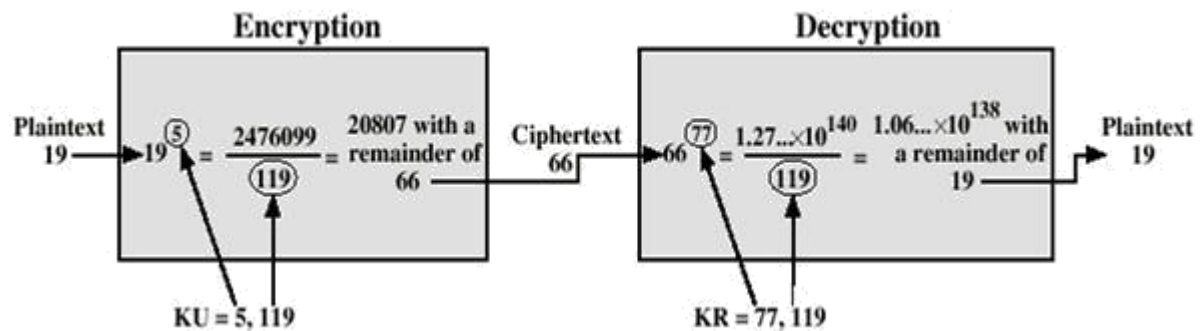 Encryption
Plaintext
19
19 5 = 2476099 / 119 = 20807 with a
remainder of
66
Ciphertext
66
KU = 5, 119
Decryption
66 77 = 1.27...×10 140 / 119 = 1.06...×10 138 with
a remainder of
19
Plaintext
19
KR = 77, 119